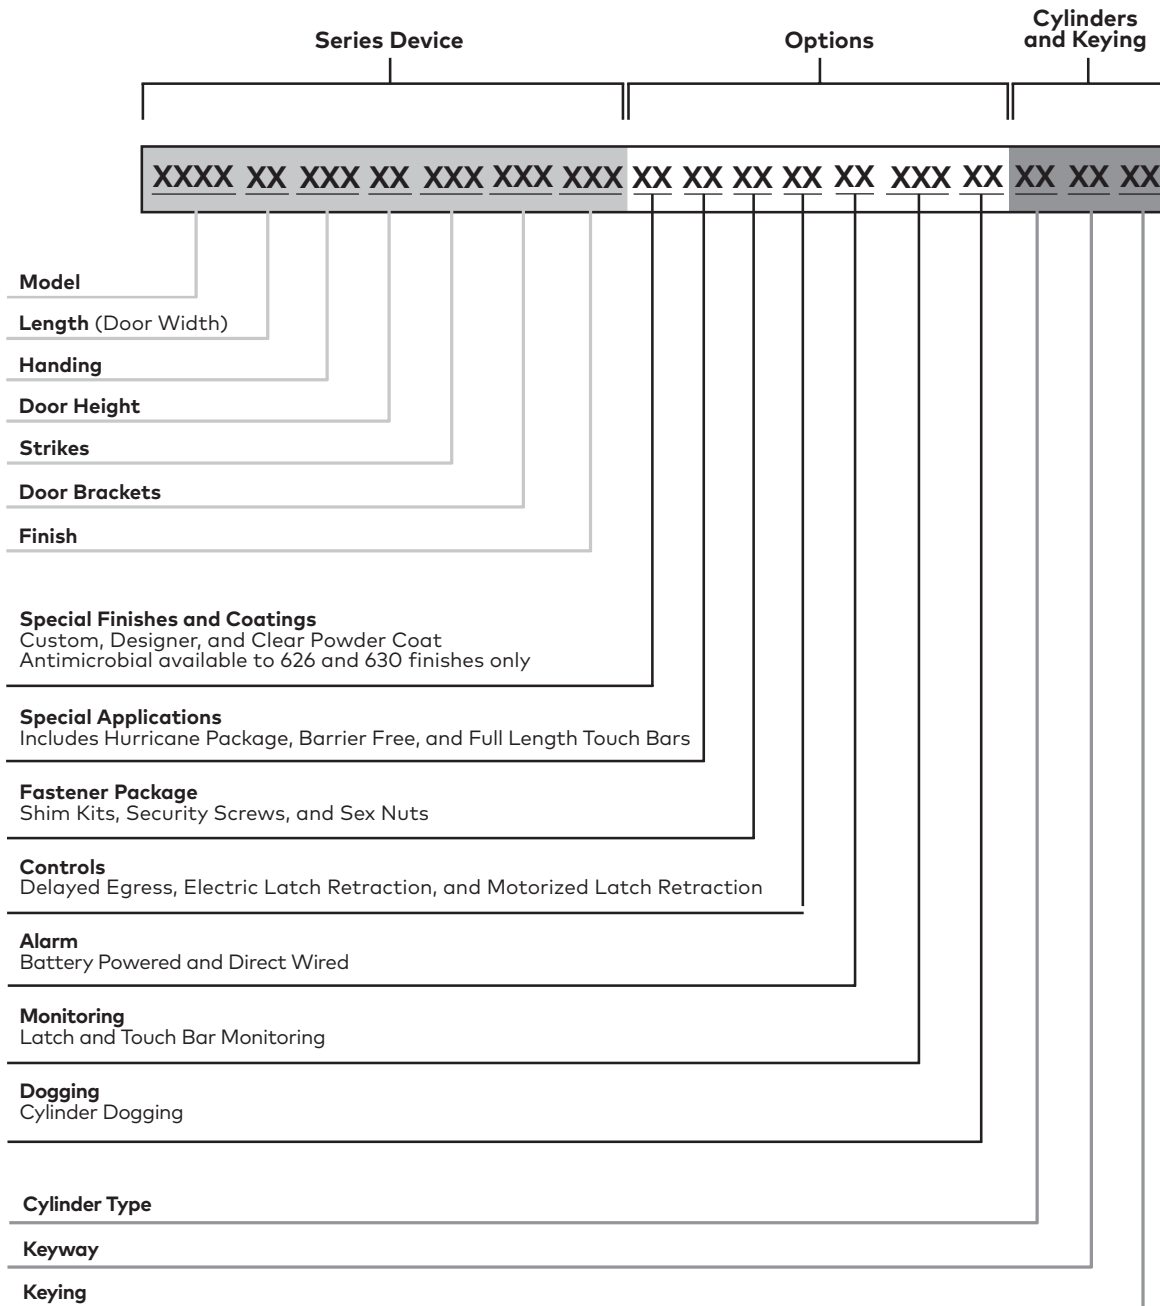 Series Device
Options
Cylinders
and Keying
XXXX XX XXX XX XXX XXX XXX XX XX XX XX XX XXX XX XX XX XX
Model
Length (Door Width)
Handing
Door Height
Strikes
Door Brackets
Finish
Special Finishes and Coatings
Custom, Designer, and Clear Powder Coat
Antimicrobial available to 626 and 630 finishes only
Special Applications
Includes Hurricane Package, Barrier Free, and Full Length Touch Bars
Fastener Package
Shim Kits, Security Screws, and Sex Nuts
Controls
Delayed Egress, Electric Latch Retraction, and Motorized Latch Retraction
Alarm
Battery Powered and Direct Wired
Monitoring
Latch and Touch Bar Monitoring
Dogging
Cylinder Dogging
Cylinder Type
Keyway
Keying